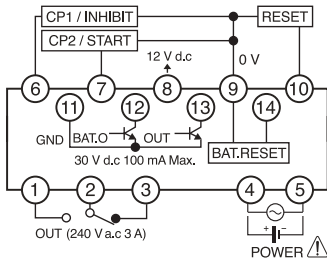 CP1 / INHIBIT RESET
CP2 / START
12 V d.c 0 V
6 7 8 9 10
11 12 13 14
GND BAT.O OUT
30 V d.c 100 mA Max.
BAT.RESET
1 2 3 4 5
+ -
OUT (240 V a.c 3 A)
POWER